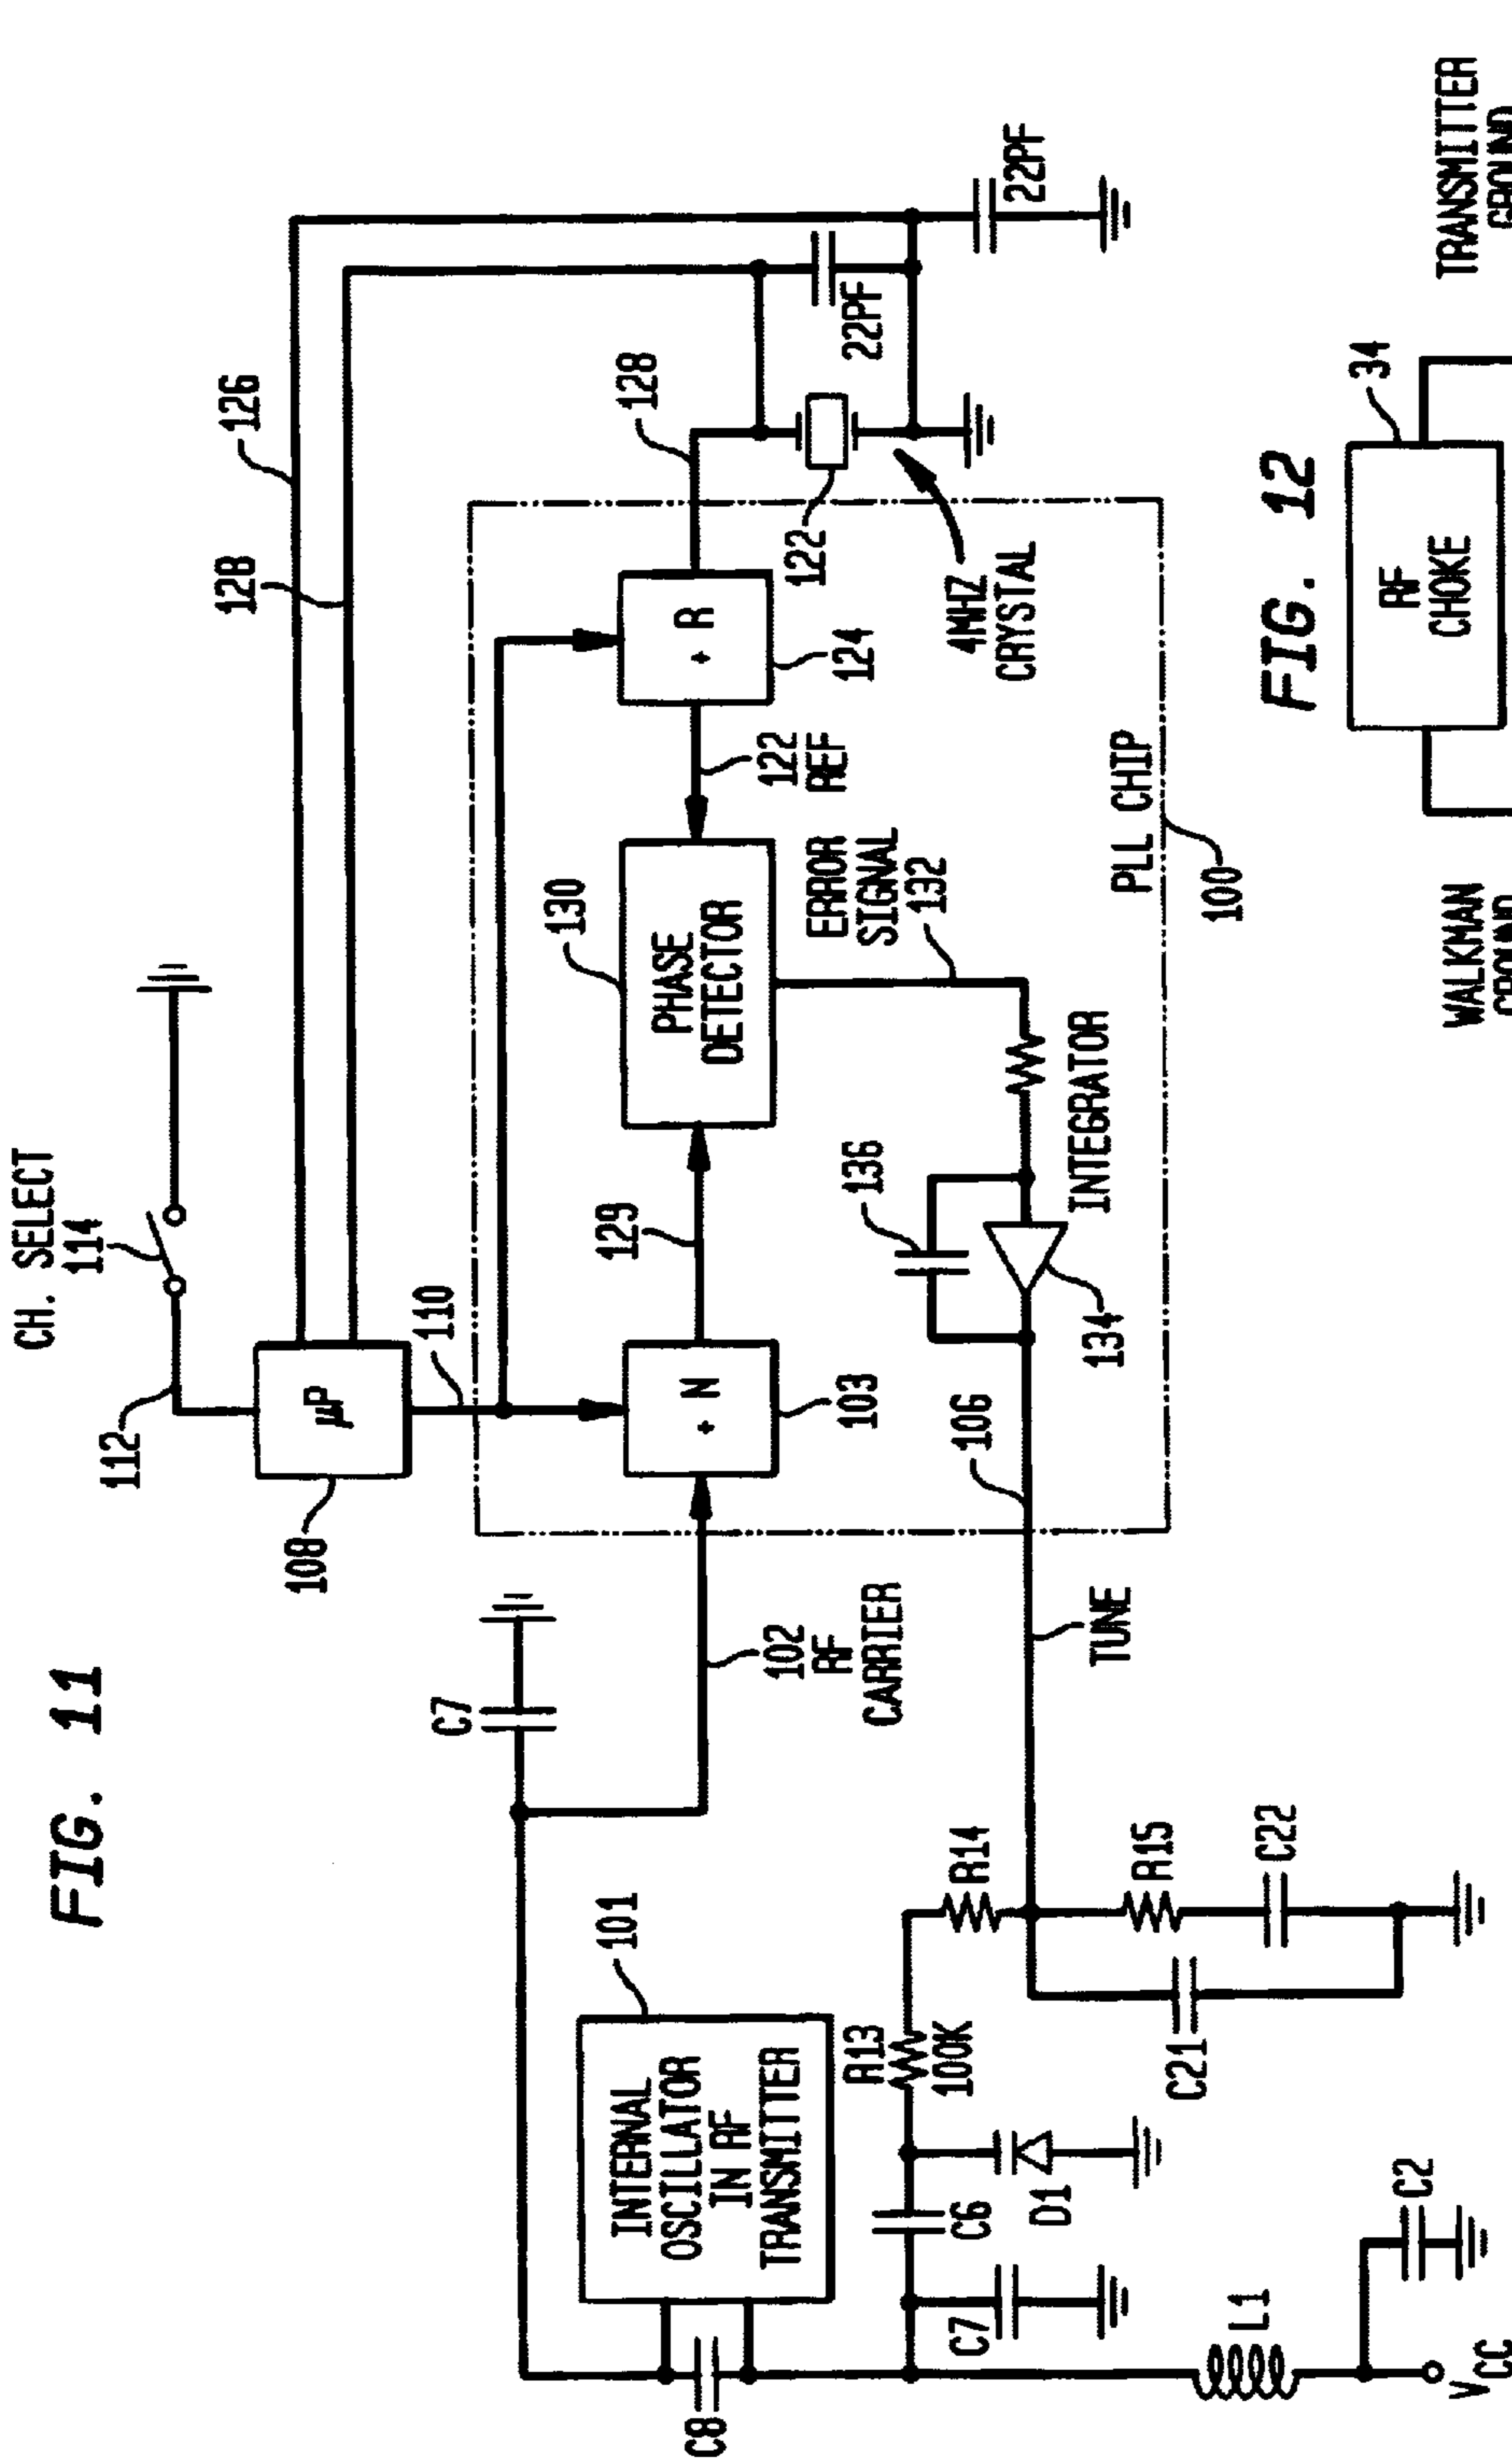 FIG. 11
CH. SELECT
114
112
108
µP
126
128
110
C7
102
RF
CARRIER
÷ N
103
129
130
PHASE
DETECTOR
122
REF
÷ R
124
128
122
4MHZ
CRYSTAL
22PF
22PF
ERROR
SIGNAL
132
136
INTEGRATOR
134
106
PLL CHIP
100
TUNE
101
INTERNAL
OSCILLATOR
IN RF
TRANSMITTER
C8
R13
100K
R14
R15
C22
C21
C6
D1
C7
L1
C2
VCC
FIG. 12
RF
CHOKE
34
WALKMAN
GROUND
TRANSMITTER
GROUND